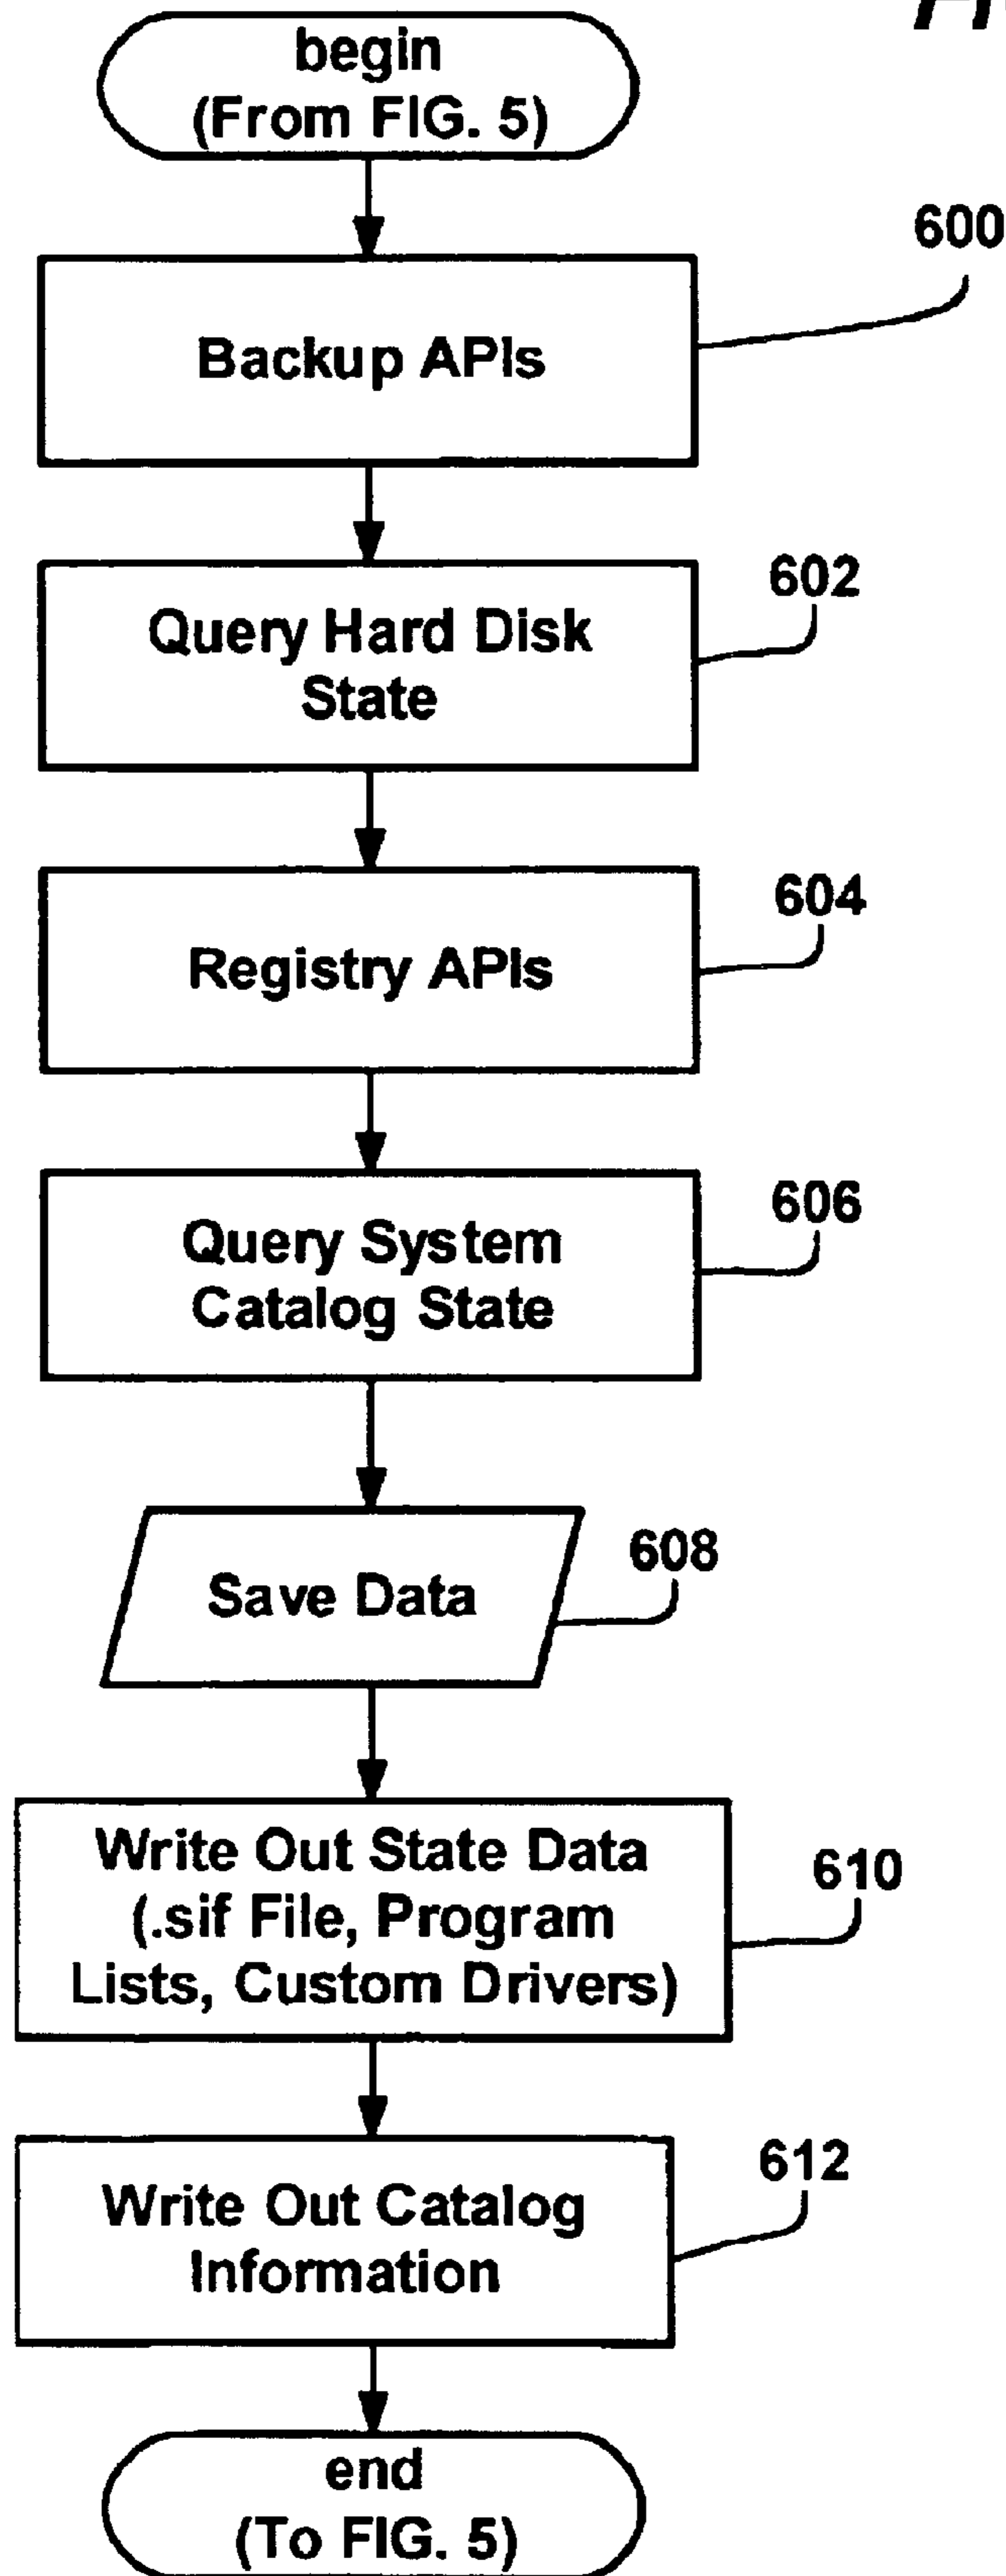 begin
(From FIG. 5)
600
Backup APIs
602
Query Hard Disk
State
604
Registry APIs
606
Query System
Catalog State
608
Save Data
610
Write Out State Data
(.sif File, Program
Lists, Custom Drivers)
612
Write Out Catalog
Information
end
(To FIG. 5)